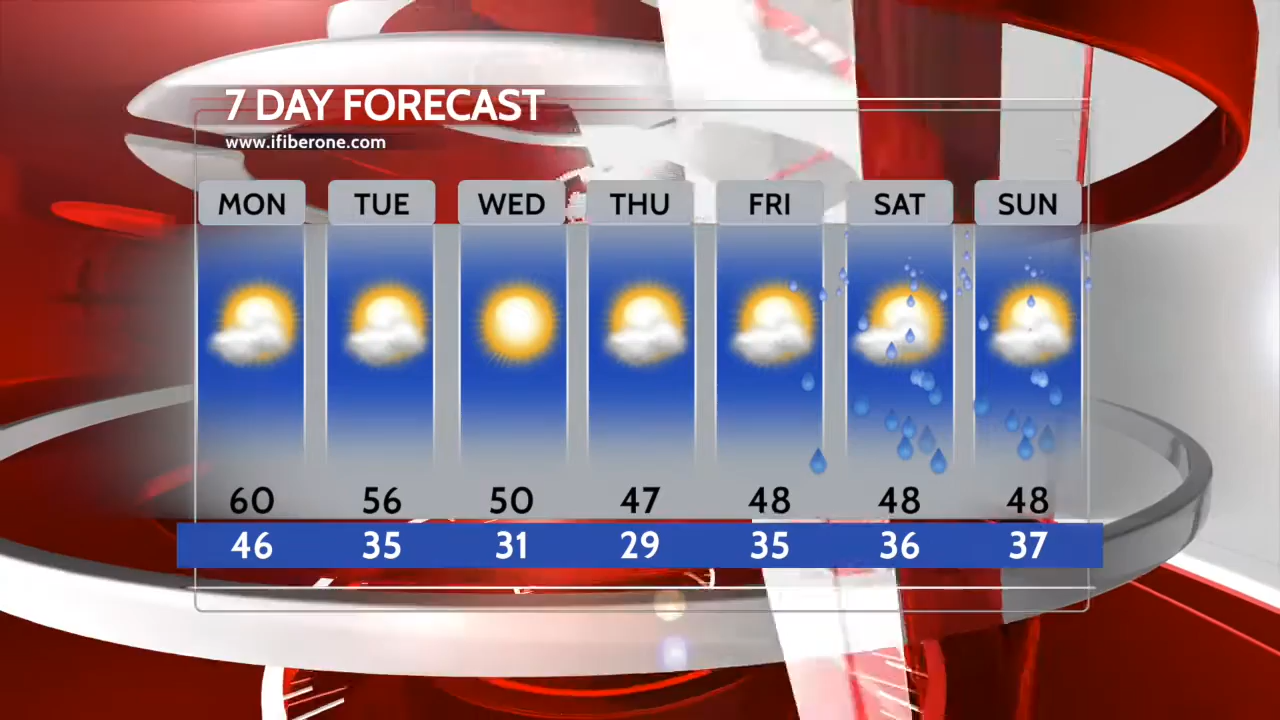 7 DAY FORECAST
www.ifiberone.com
MON TUE WED THU FRI SAT SUN
60 56 50 47 48 48 48
46 35 31 29 35 36 37